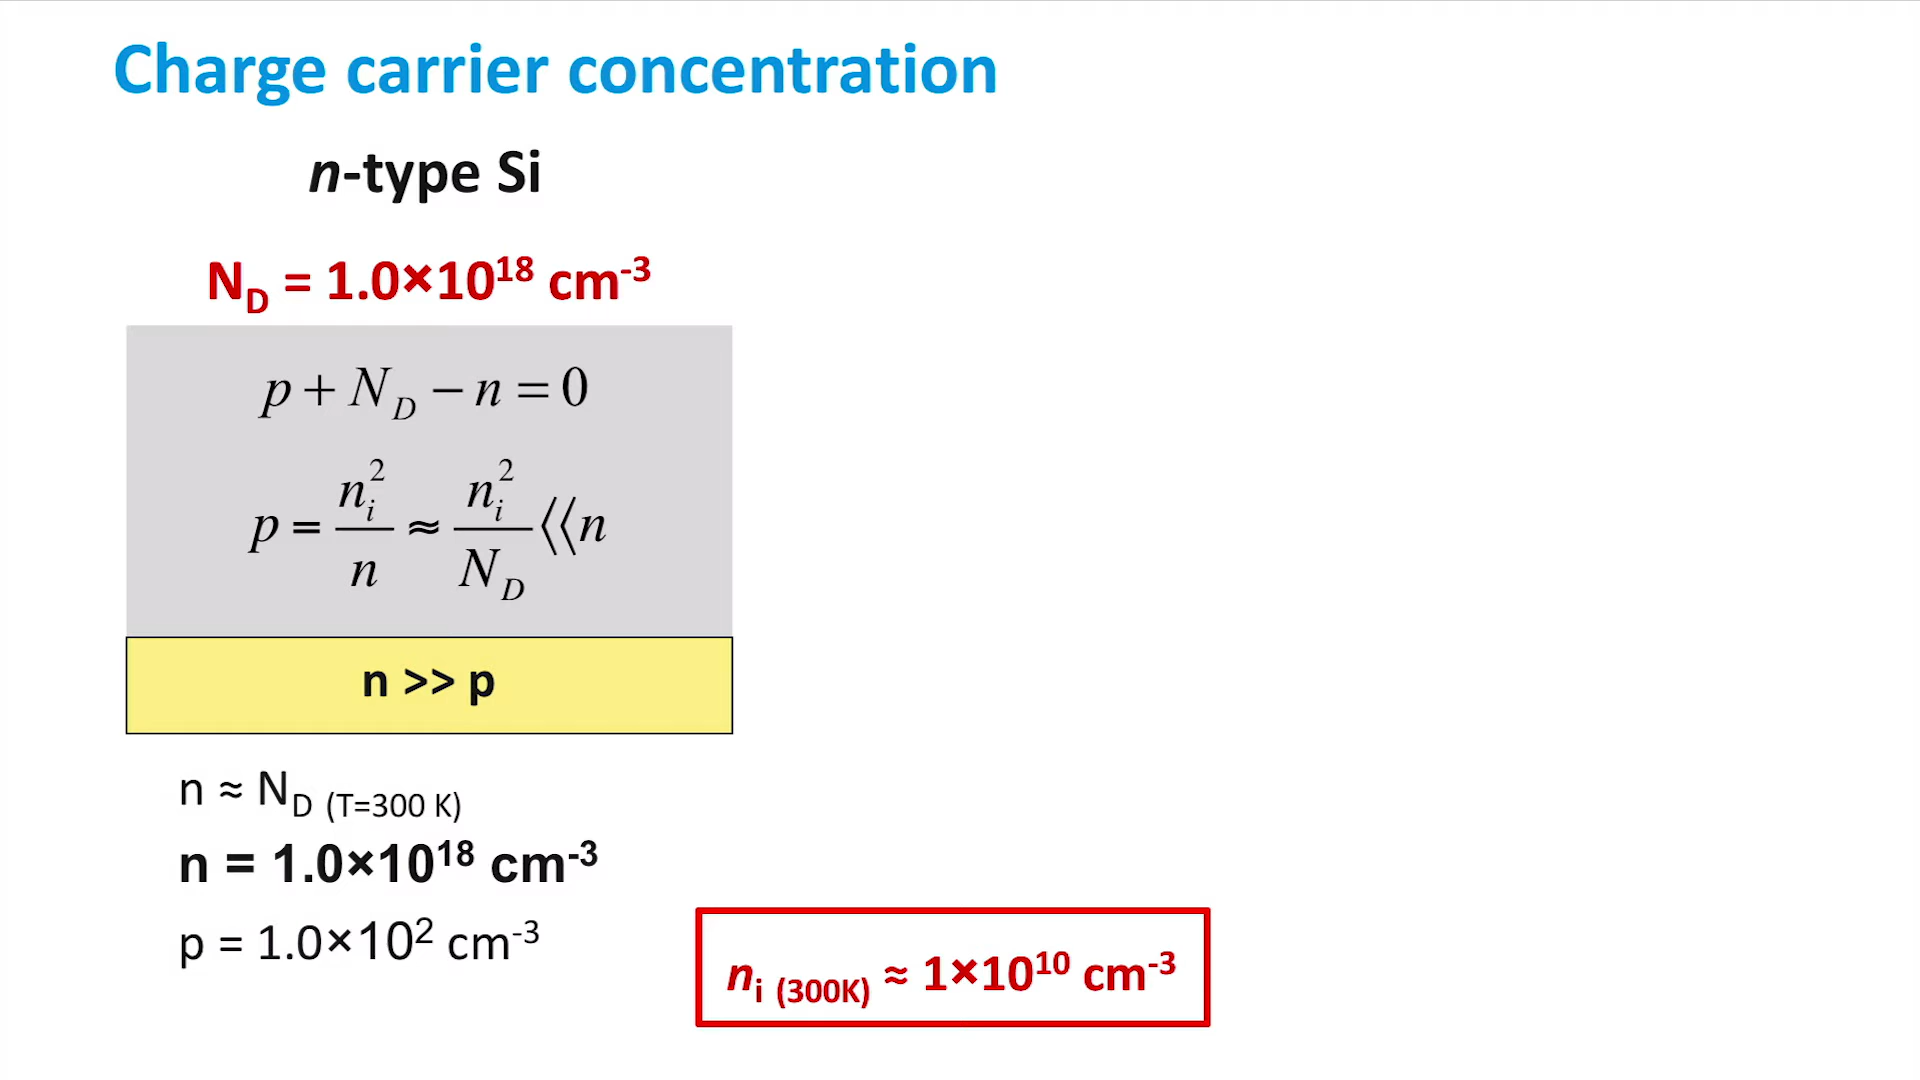 Charge carrier concentration
n-type Si
N_D = 1.0×10^18 cm^-3
p + N_D − n = 0
p = n_i^2 / n ≈ n_i^2 / N_D ⟨⟨n
n >> p
n ≈ N_D (T=300 K)
n = 1.0×10^18 cm^-3
p = 1.0×10^2 cm^-3
n_i (300K) ≈ 1×10^10 cm^-3